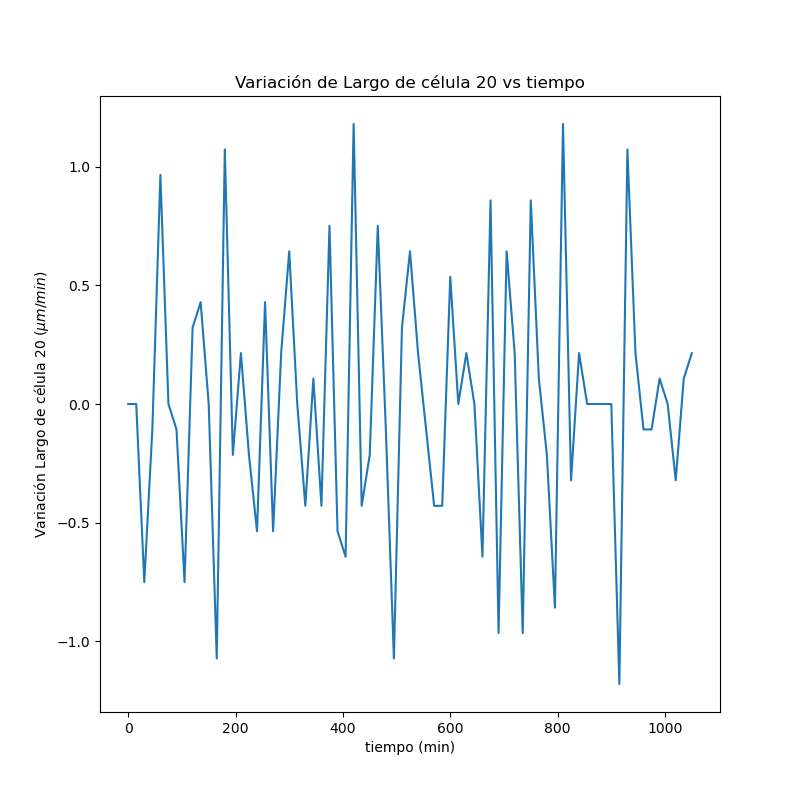 Variación de Largo de célula 20 vs tiempo
Variación Largo de célula 20 (μm/min)
1.0
0.5
0.0
−0.5
−1.0
0 200 400 600 800 1000
tiempo (min)